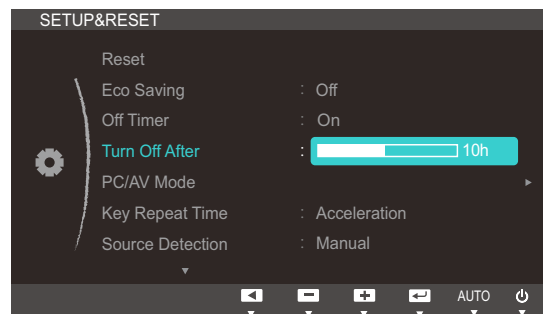 SETUP&RESET
Reset
Eco Saving : Off
Off Timer : On
Turn Off After : 10h
PC/AV Mode
Key Repeat Time : Acceleration
Source Detection : Manual
AUTO